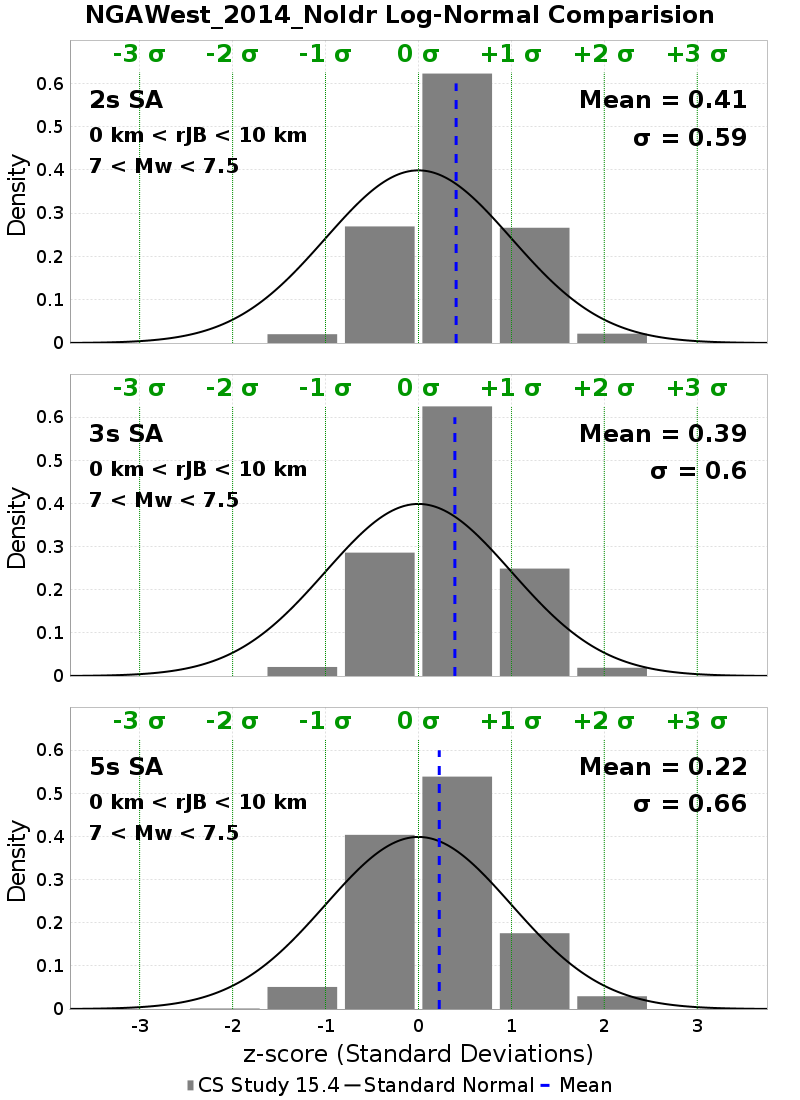 NGAWest_2014_NoIdr Log-Normal Comparision
-3 σ -2 σ -1 σ 0 σ +1 σ +2 σ +3 σ
2s SA
Mean = 0.41
0 km < rJB < 10 km
σ = 0.59
7 < Mw < 7.5
Density
0.6
0.5
0.4
0.3
0.2
0.1
0
-3 σ -2 σ -1 σ 0 σ +1 σ +2 σ +3 σ
3s SA
Mean = 0.39
0 km < rJB < 10 km
σ = 0.6
7 < Mw < 7.5
Density
0.6
0.5
0.4
0.3
0.2
0.1
0
-3 σ -2 σ -1 σ 0 σ +1 σ +2 σ +3 σ
5s SA
Mean = 0.22
0 km < rJB < 10 km
σ = 0.66
7 < Mw < 7.5
Density
0.6
0.5
0.4
0.3
0.2
0.1
0
-3 -2 -1 0 1 2 3
z-score (Standard Deviations)
CS Study 15.4 Standard Normal Mean